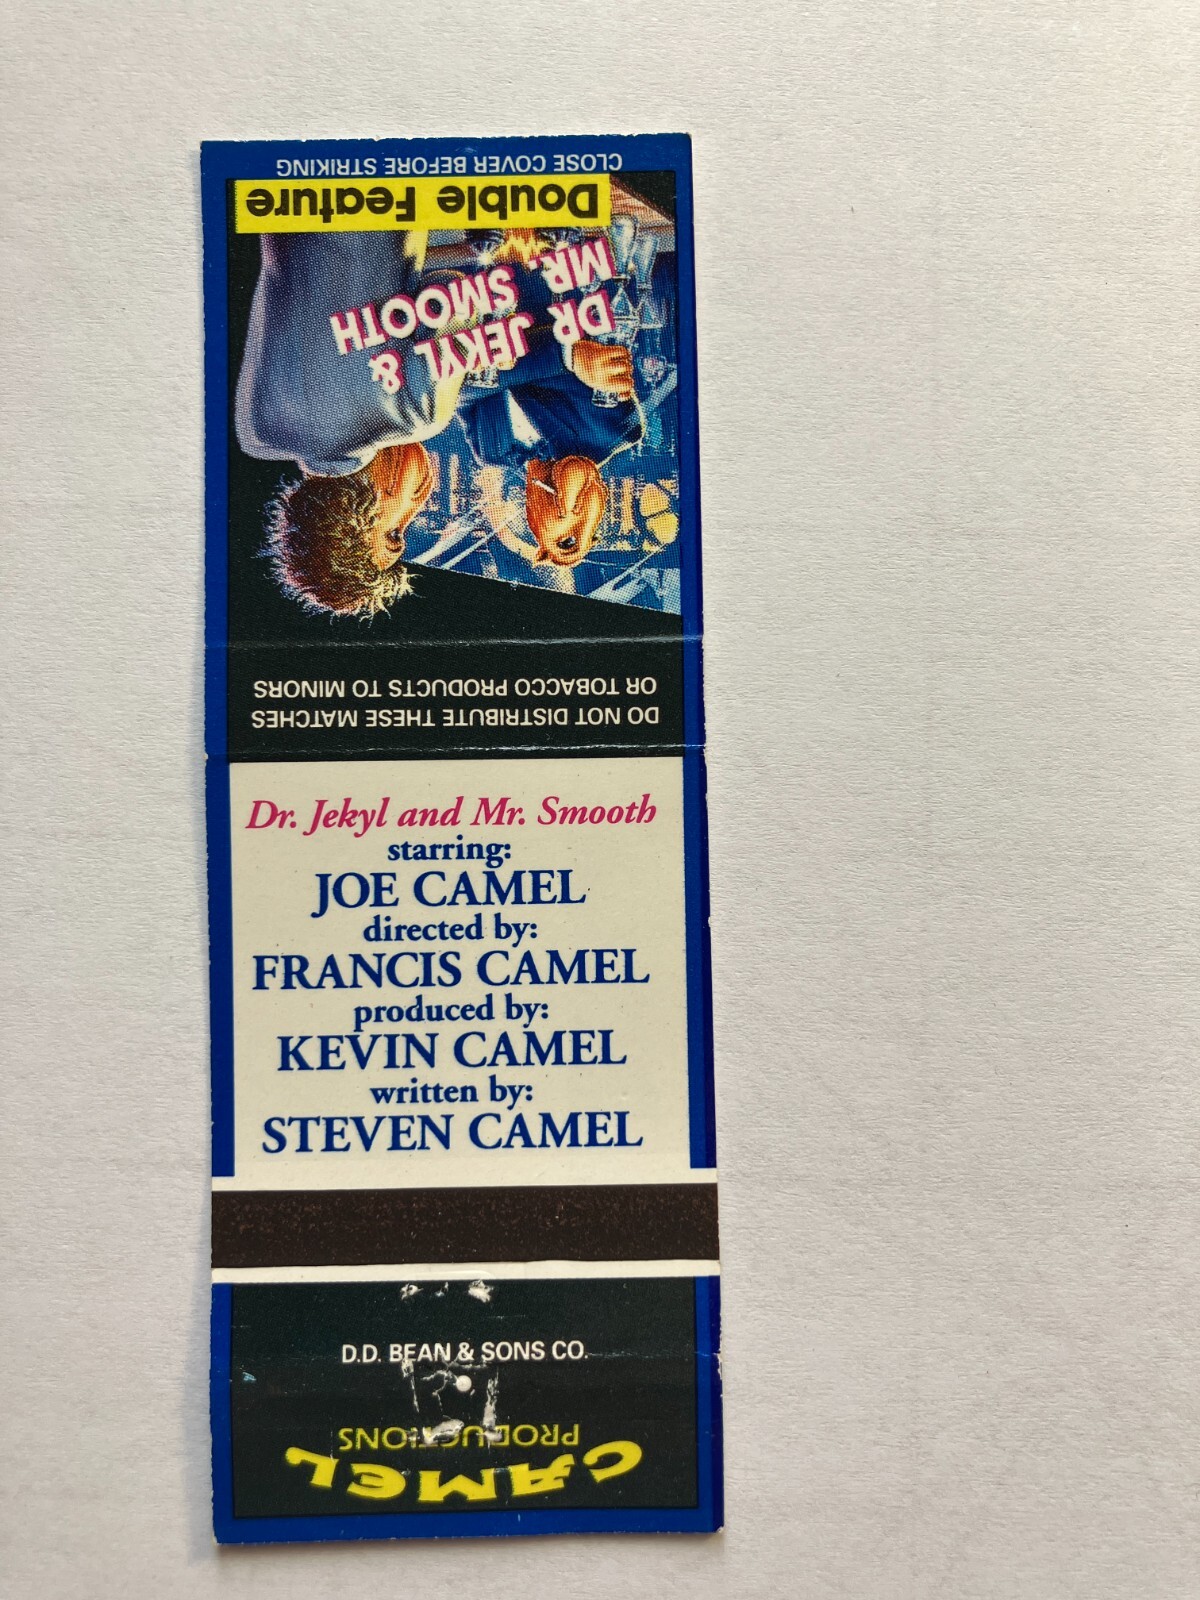 CLOSE COVER BEFORE STRIKING
Double Feature
DR JEKYL &
MR. SMOOTH
DO NOT DISTRIBUTE THESE MATCHES
OR TOBACCO PRODUCTS TO MINORS
Dr. Jekyl and Mr. Smooth
starring:
JOE CAMEL
directed by:
FRANCIS CAMEL
produced by:
KEVIN CAMEL
written by:
STEVEN CAMEL
D.D. BEAN & SONS CO.
CAMEL
PRODUCTIONS